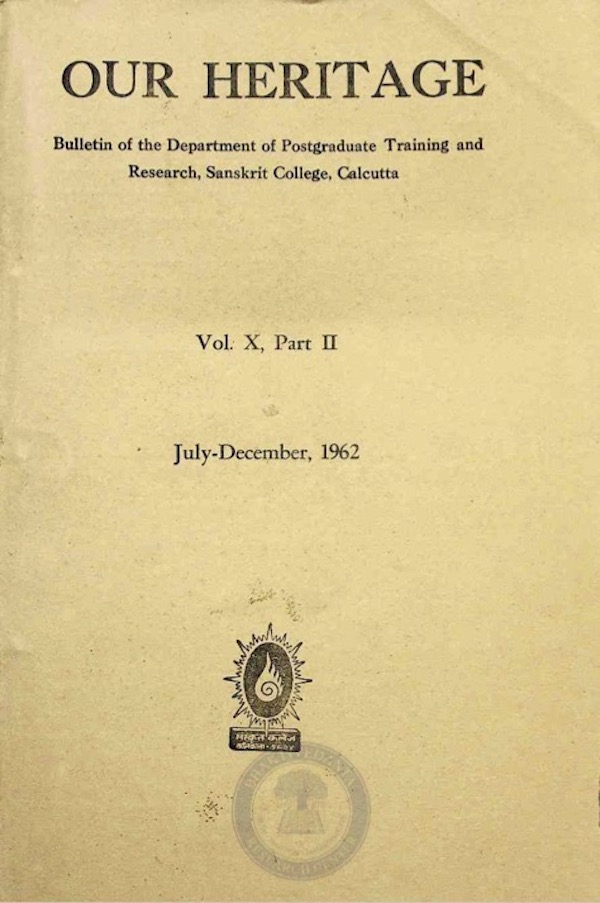 OUR HERITAGE
Bulletin of the Department of Postgraduate Training and
Research, Sanskrit College, Calcutta
Vol. X, Part II
July-December, 1962
সংস্কৃত কলেজ